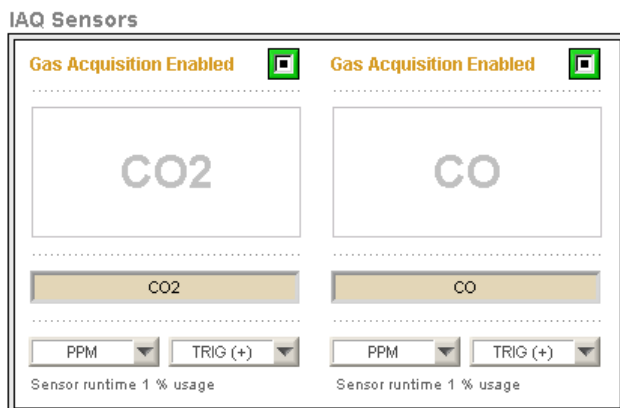 IAQ Sensors
Gas Acquisition Enabled
CO2
CO2
PPM
TRIG (+)
Sensor runtime 1 % usage
Gas Acquisition Enabled
CO
CO
PPM
TRIG (+)
Sensor runtime 1 % usage